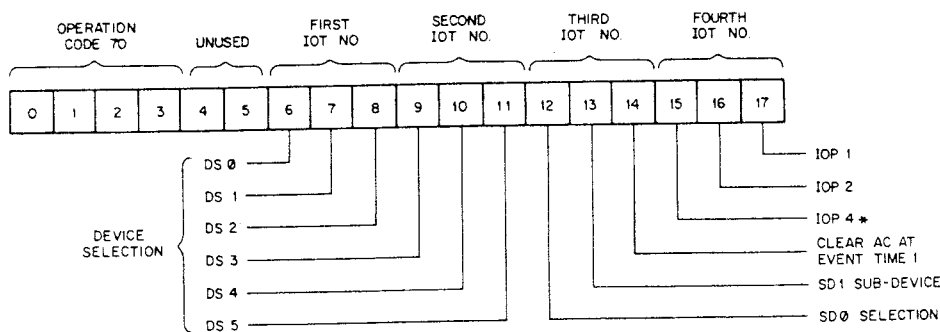 OPERATION
CODE 70
UNUSED
FIRST
IOT NO
SECOND
IOT NO.
THIRD
IOT NO.
FOURTH
IOT NO.
0 1 2 3 4 5 6 7 8 9 10 11 12 13 14 15 16 17
DEVICE
SELECTION
DS 0
DS 1
DS 2
DS 3
DS 4
DS 5
IOP 1
IOP 2
IOP 4 *
CLEAR AC AT
EVENT TIME 1
SD1 SUB-DEVICE
SD0 SELECTION